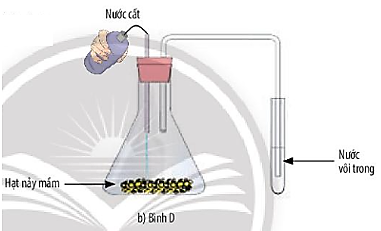 Nước cất
Nước
vôi trong
Hạt nảy mầm
b) Bình D